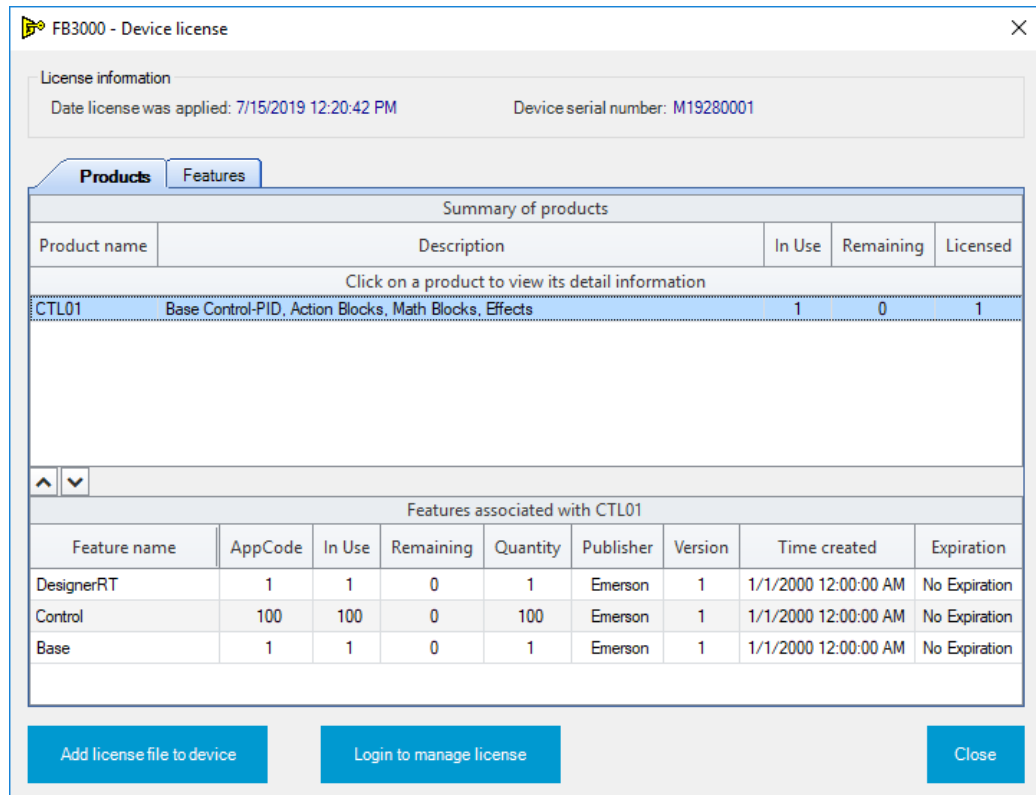 FB3000 - Device license
License information
Date license was applied: 7/15/2019 12:20:42 PM Device serial number: M19280001
Products Features
Summary of products
Product name Description In Use Remaining Licensed
Click on a product to view its detail information
CTL01 Base Control-PID, Action Blocks, Math Blocks, Effects 1 0 1
Features associated with CTL01
Feature name AppCode In Use Remaining Quantity Publisher Version Time created Expiration
DesignerRT 1 1 0 1 Emerson 1 1/1/2000 12:00:00 AM No Expiration
Control 100 100 0 100 Emerson 1 1/1/2000 12:00:00 AM No Expiration
Base 1 1 0 1 Emerson 1 1/1/2000 12:00:00 AM No Expiration
Add license file to device Login to manage license Close